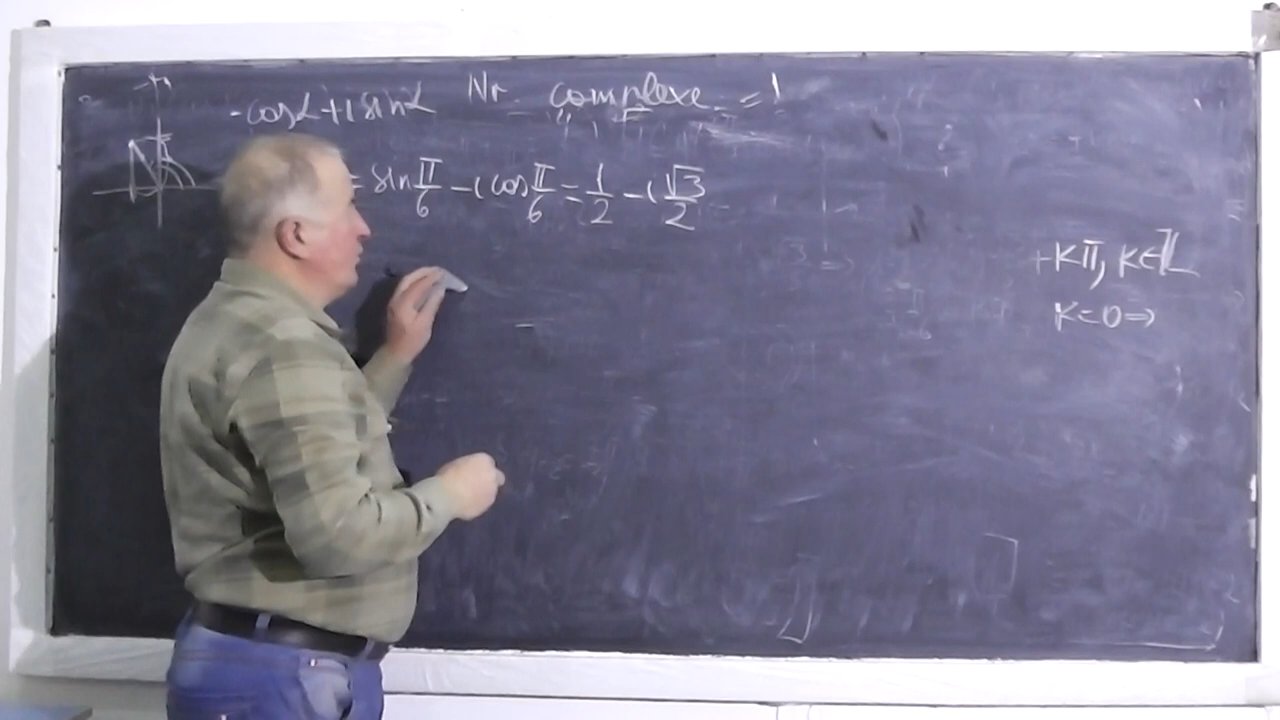 -cosα+i sinα Nr complexe =1
= sin π/6 - i cos π/6 = 1/2 - i √3/2
+Kπ, K∈ℤ
K=0⇒